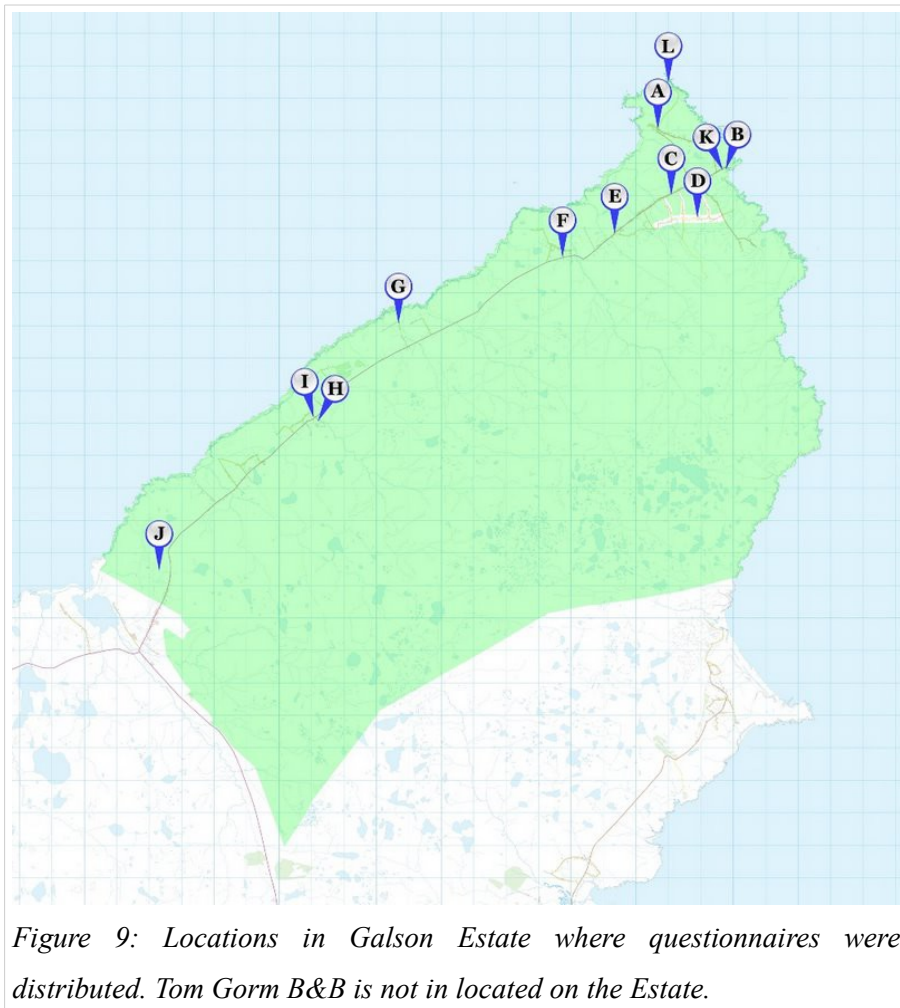 L
A
K B
C
D
E
F
G
I
H
J
Figure 9: Locations in Galson Estate where questionnaires were
distributed. Tom Gorm B&B is not in located on the Estate.